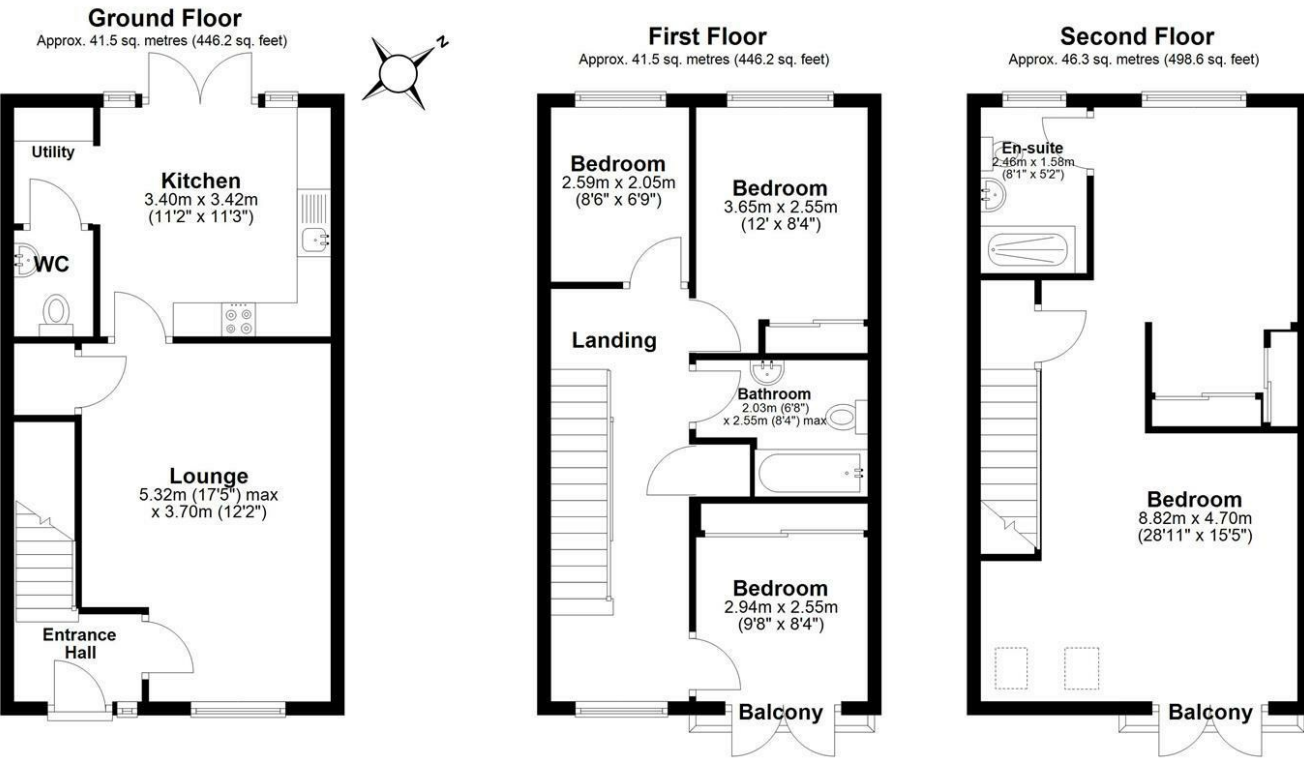 Ground Floor
Approx. 41.5 sq. metres (446.2 sq. feet)
N
Utility
Kitchen
3.40m x 3.42m
(11'2" x 11'3")
WC
Lounge
5.32m (17'5") max
x 3.70m (12'2")
Entrance
Hall
First Floor
Approx. 41.5 sq. metres (446.2 sq. feet)
Bedroom
2.59m x 2.05m
(8'6" x 6'9")
Bedroom
3.65m x 2.55m
(12' x 8'4")
Landing
Bathroom
2.03m (6'8")
x 2.55m (8'4") max
Bedroom
2.94m x 2.55m
(9'8" x 8'4")
Balcony
Second Floor
Approx. 46.3 sq. metres (498.6 sq. feet)
En-suite
2.46m x 1.58m
(8'1" x 5'2")
Bedroom
8.82m x 4.70m
(28'11" x 15'5")
Balcony